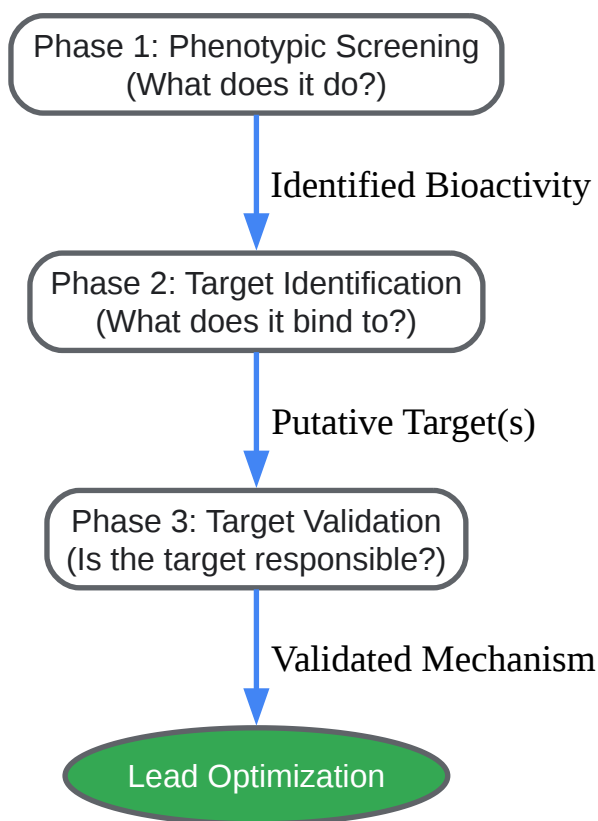 Phase 1: Phenotypic Screening
(What does it do?)
Identified Bioactivity
Phase 2: Target Identification
(What does it bind to?)
Putative Target(s)
Phase 3: Target Validation
(Is the target responsible?)
Validated Mechanism
Lead Optimization